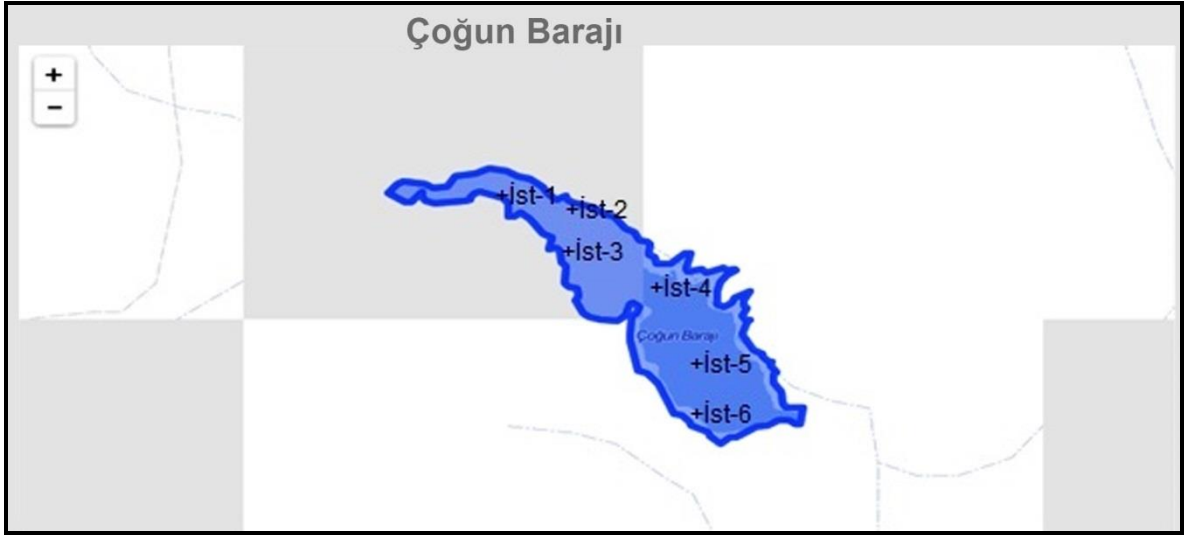 Çoğun Barajı
+
−
+İst-1
+İst-2
+İst-3
+İst-4
Çoğun Barajı
+İst-5
+İst-6